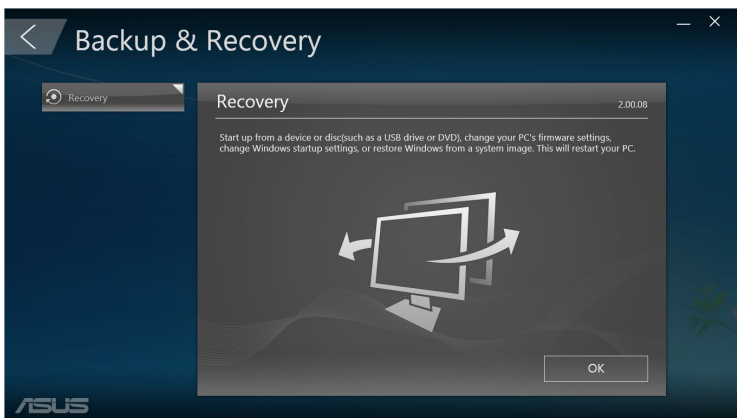 Backup & Recovery
Recovery
Recovery
2.00.08
Start up from a device or disc(such as a USB drive or DVD), change your PC's firmware settings,
change Windows startup settings, or restore Windows from a system image. This will restart your PC.
OK
ASUS